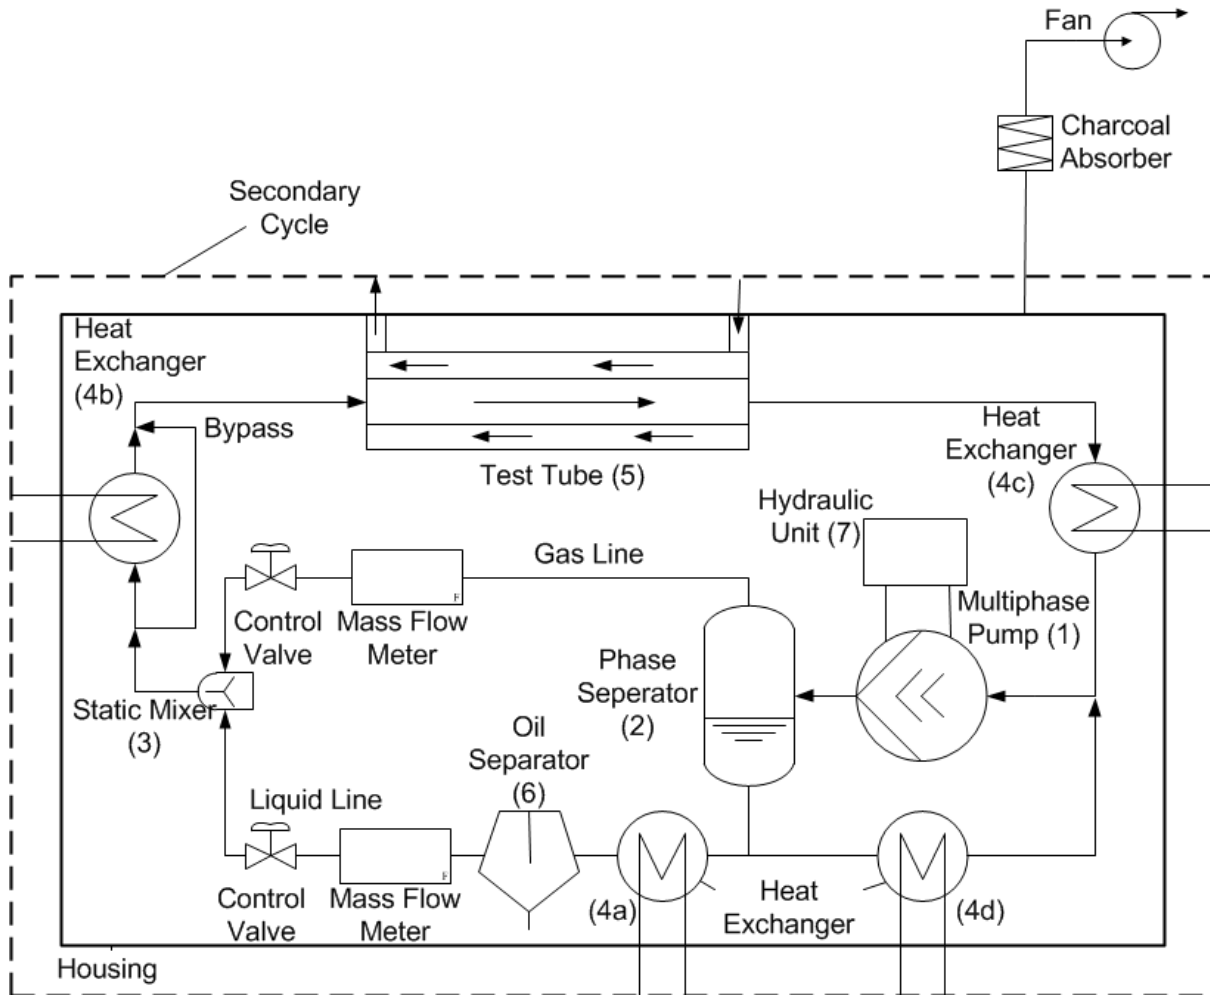 Fan
Charcoal
Absorber
Secondary
Cycle
Heat
Exchanger
(4b)
Bypass
Test Tube (5)
Heat
Exchanger
(4c)
Hydraulic
Unit (7)
Gas Line
F
Control
Valve
Mass Flow
Meter
Multiphase
Pump (1)
Phase
Seperator
(2)
Static Mixer
(3)
Oil
Separator
(6)
Liquid Line
F
Control
Valve
Mass Flow
Meter
(4a)
Heat
Exchanger
(4d)
Housing